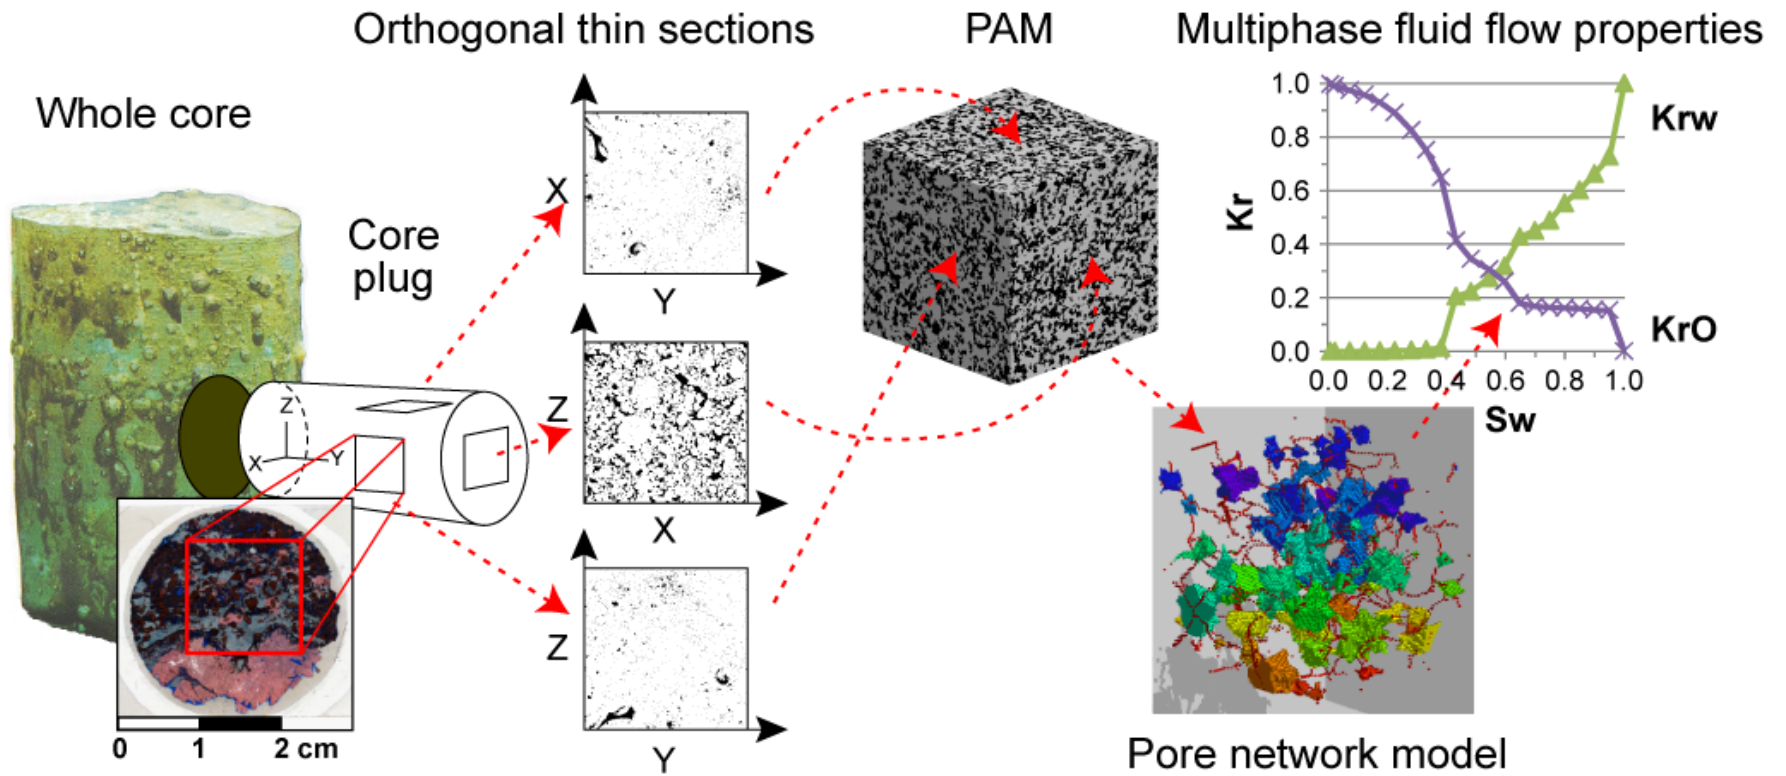 Orthogonal thin sections
PAM
Multiphase fluid flow properties
Whole core
Core
plug
X
Y
Z
X
Z
Y
Z
X
Y
0
1
2 cm
1.0
0.8
0.6
0.4
0.2
0.0
Kr
0.0
0.2
0.4
0.6
0.8
1.0
Sw
Krw
KrO
Pore network model